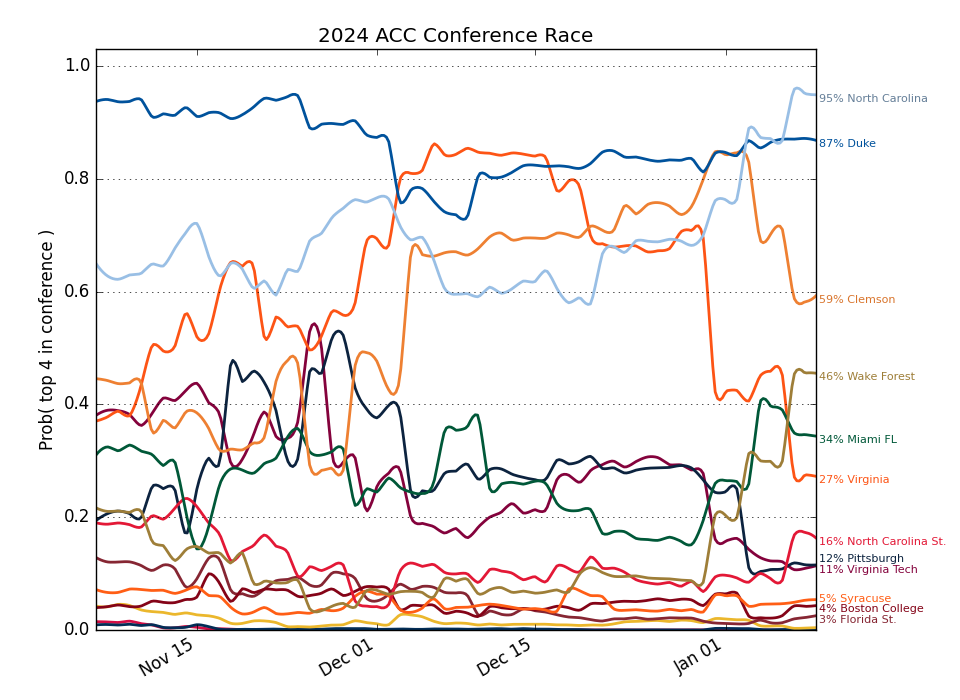 2024 ACC Conference Race
Prob( top 4 in conference )
1.0
0.8
0.6
0.4
0.2
0.0
Nov 15
Dec 01
Dec 15
Jan 01
95% North Carolina
87% Duke
59% Clemson
46% Wake Forest
34% Miami FL
27% Virginia
16% North Carolina St.
12% Pittsburgh
11% Virginia Tech
5% Syracuse
4% Boston College
3% Florida St.